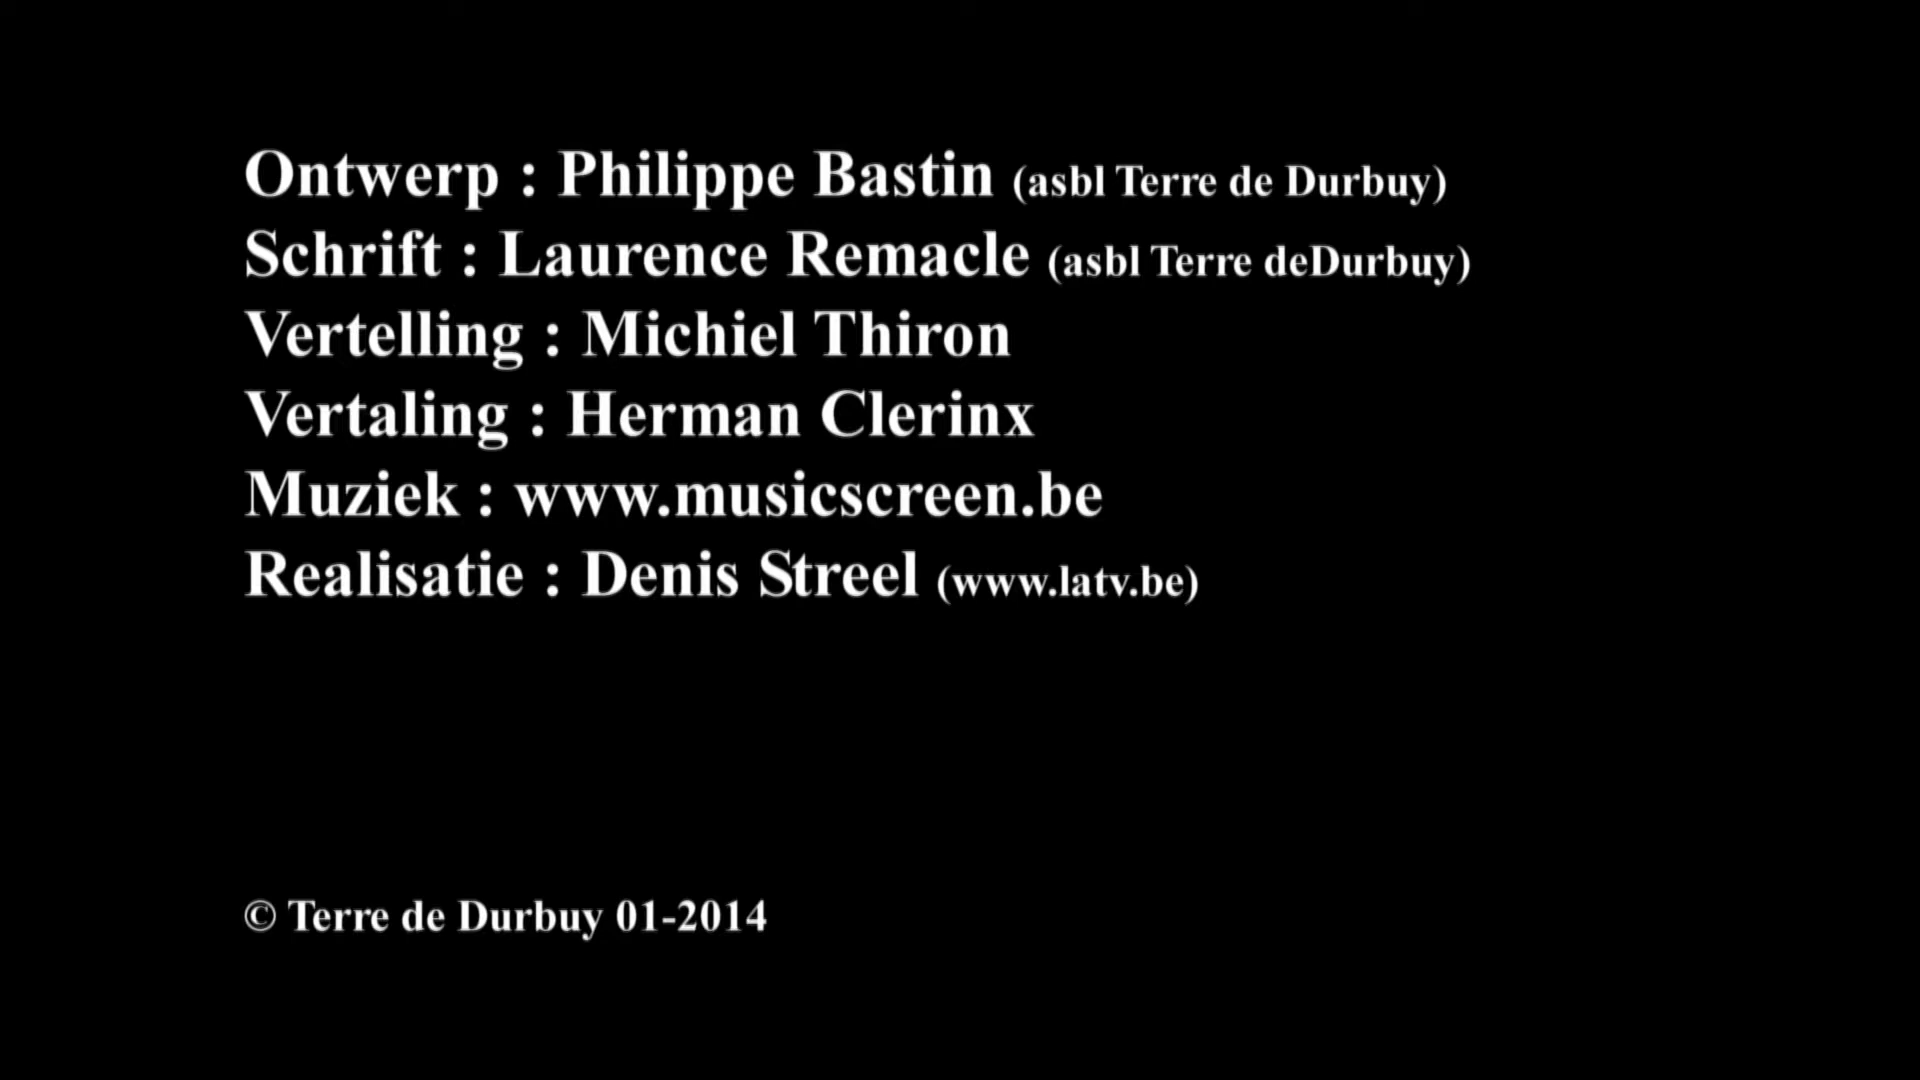 Ontwerp : Philippe Bastin (asbl Terre de Durbuy)
Schrift : Laurence Remacle (asbl Terre deDurbuy)
Vertelling : Michiel Thiron
Vertaling : Herman Clerinx
Muziek : www.musicscreen.be
Realisatie : Denis Streel (www.latv.be)
© Terre de Durbuy 01-2014